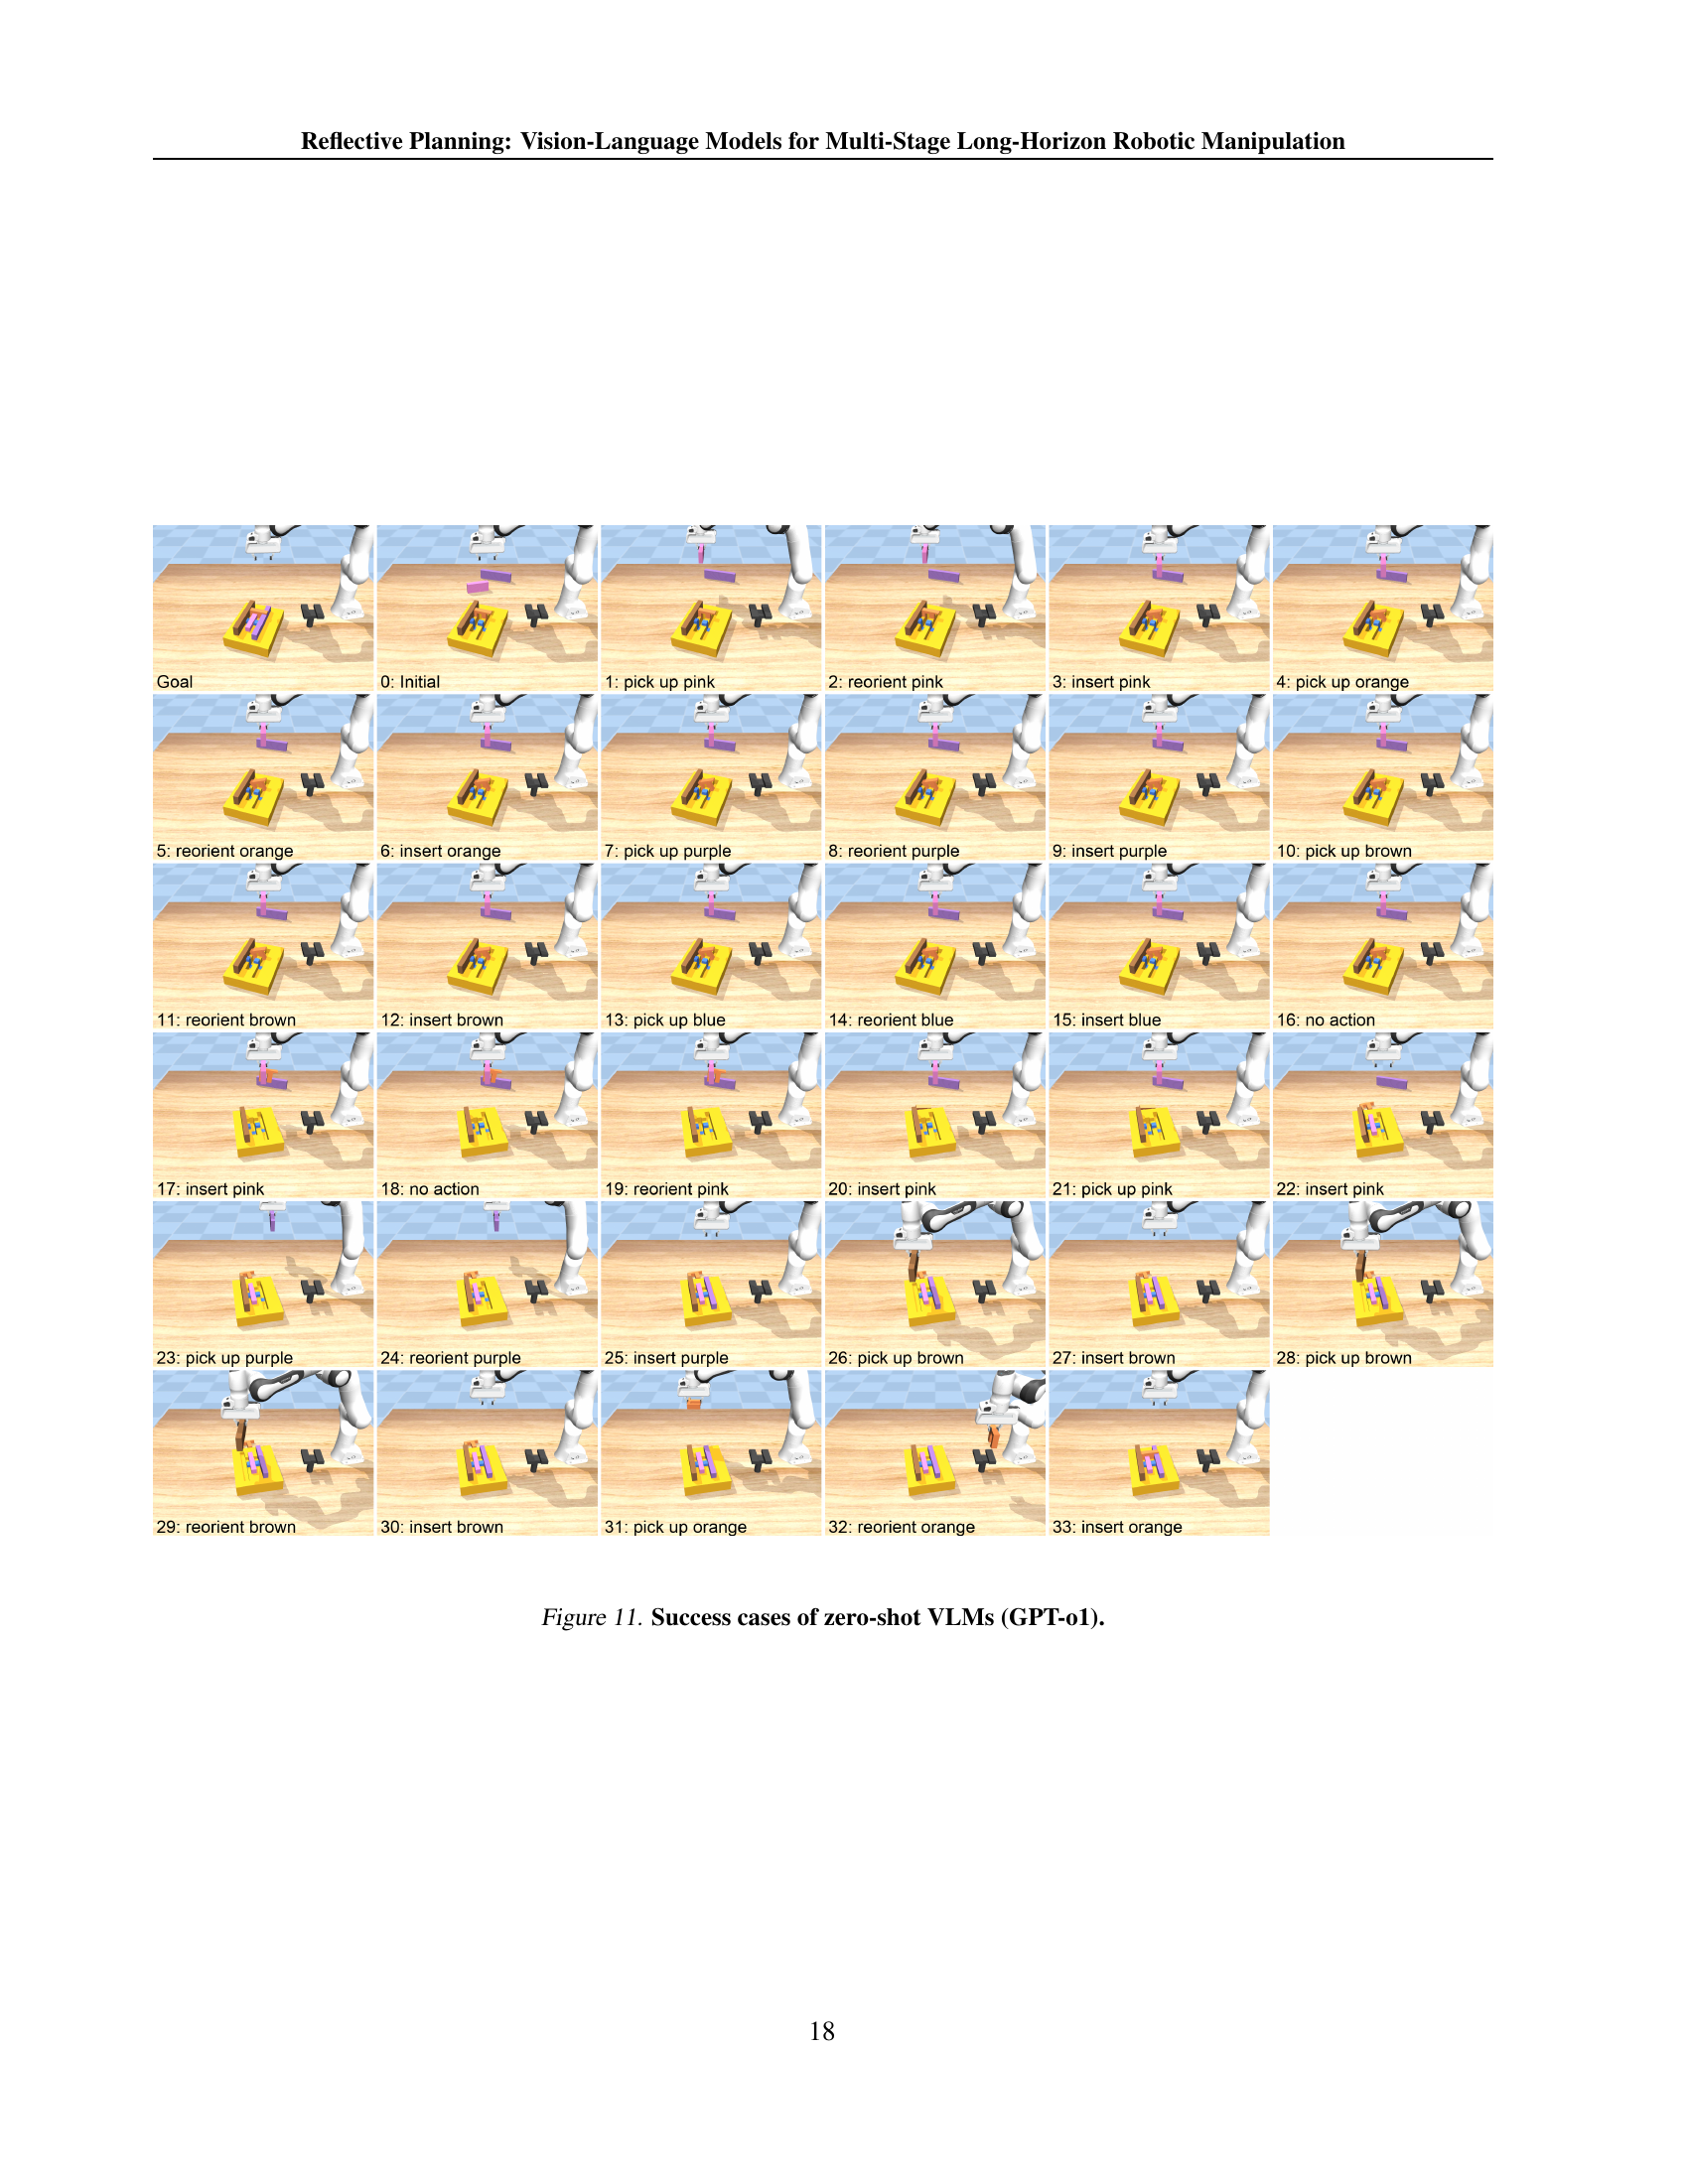 Reflective Planning: Vision-Language Models for Multi-Stage Long-Horizon Robotic Manipulation
Goal
0: Initial
1: pick up pink
2: reorient pink
3: insert pink
4: pick up orange
5: reorient orange
6: insert orange
7: pick up purple
8: reorient purple
9: insert purple
10: pick up brown
11: reorient brown
12: insert brown
13: pick up blue
14: reorient blue
15: insert blue
16: no action
17: insert pink
18: no action
19: reorient pink
20: insert pink
21: pick up pink
22: insert pink
23: pick up purple
24: reorient purple
25: insert purple
26: pick up brown
27: insert brown
28: pick up brown
29: reorient brown
30: insert brown
31: pick up orange
32: reorient orange
33: insert orange
Figure 11. Success cases of zero-shot VLMs (GPT-o1).
18